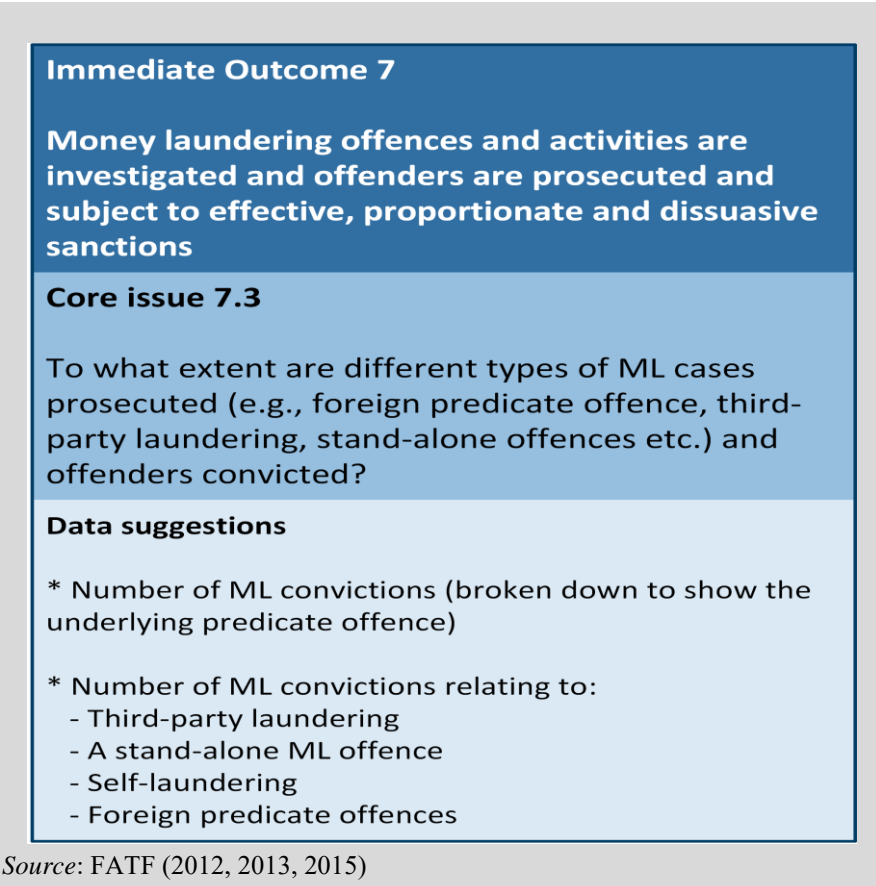 Immediate Outcome 7
Money laundering offences and activities are
investigated and offenders are prosecuted and
subject to effective, proportionate and dissuasive
sanctions
Core issue 7.3
To what extent are different types of ML cases
prosecuted (e.g., foreign predicate offence, third-
party laundering, stand-alone offences etc.) and
offenders convicted?
Data suggestions
* Number of ML convictions (broken down to show the
underlying predicate offence)
* Number of ML convictions relating to:
- Third-party laundering
- A stand-alone ML offence
- Self-laundering
- Foreign predicate offences
Source: FATF (2012, 2013, 2015)